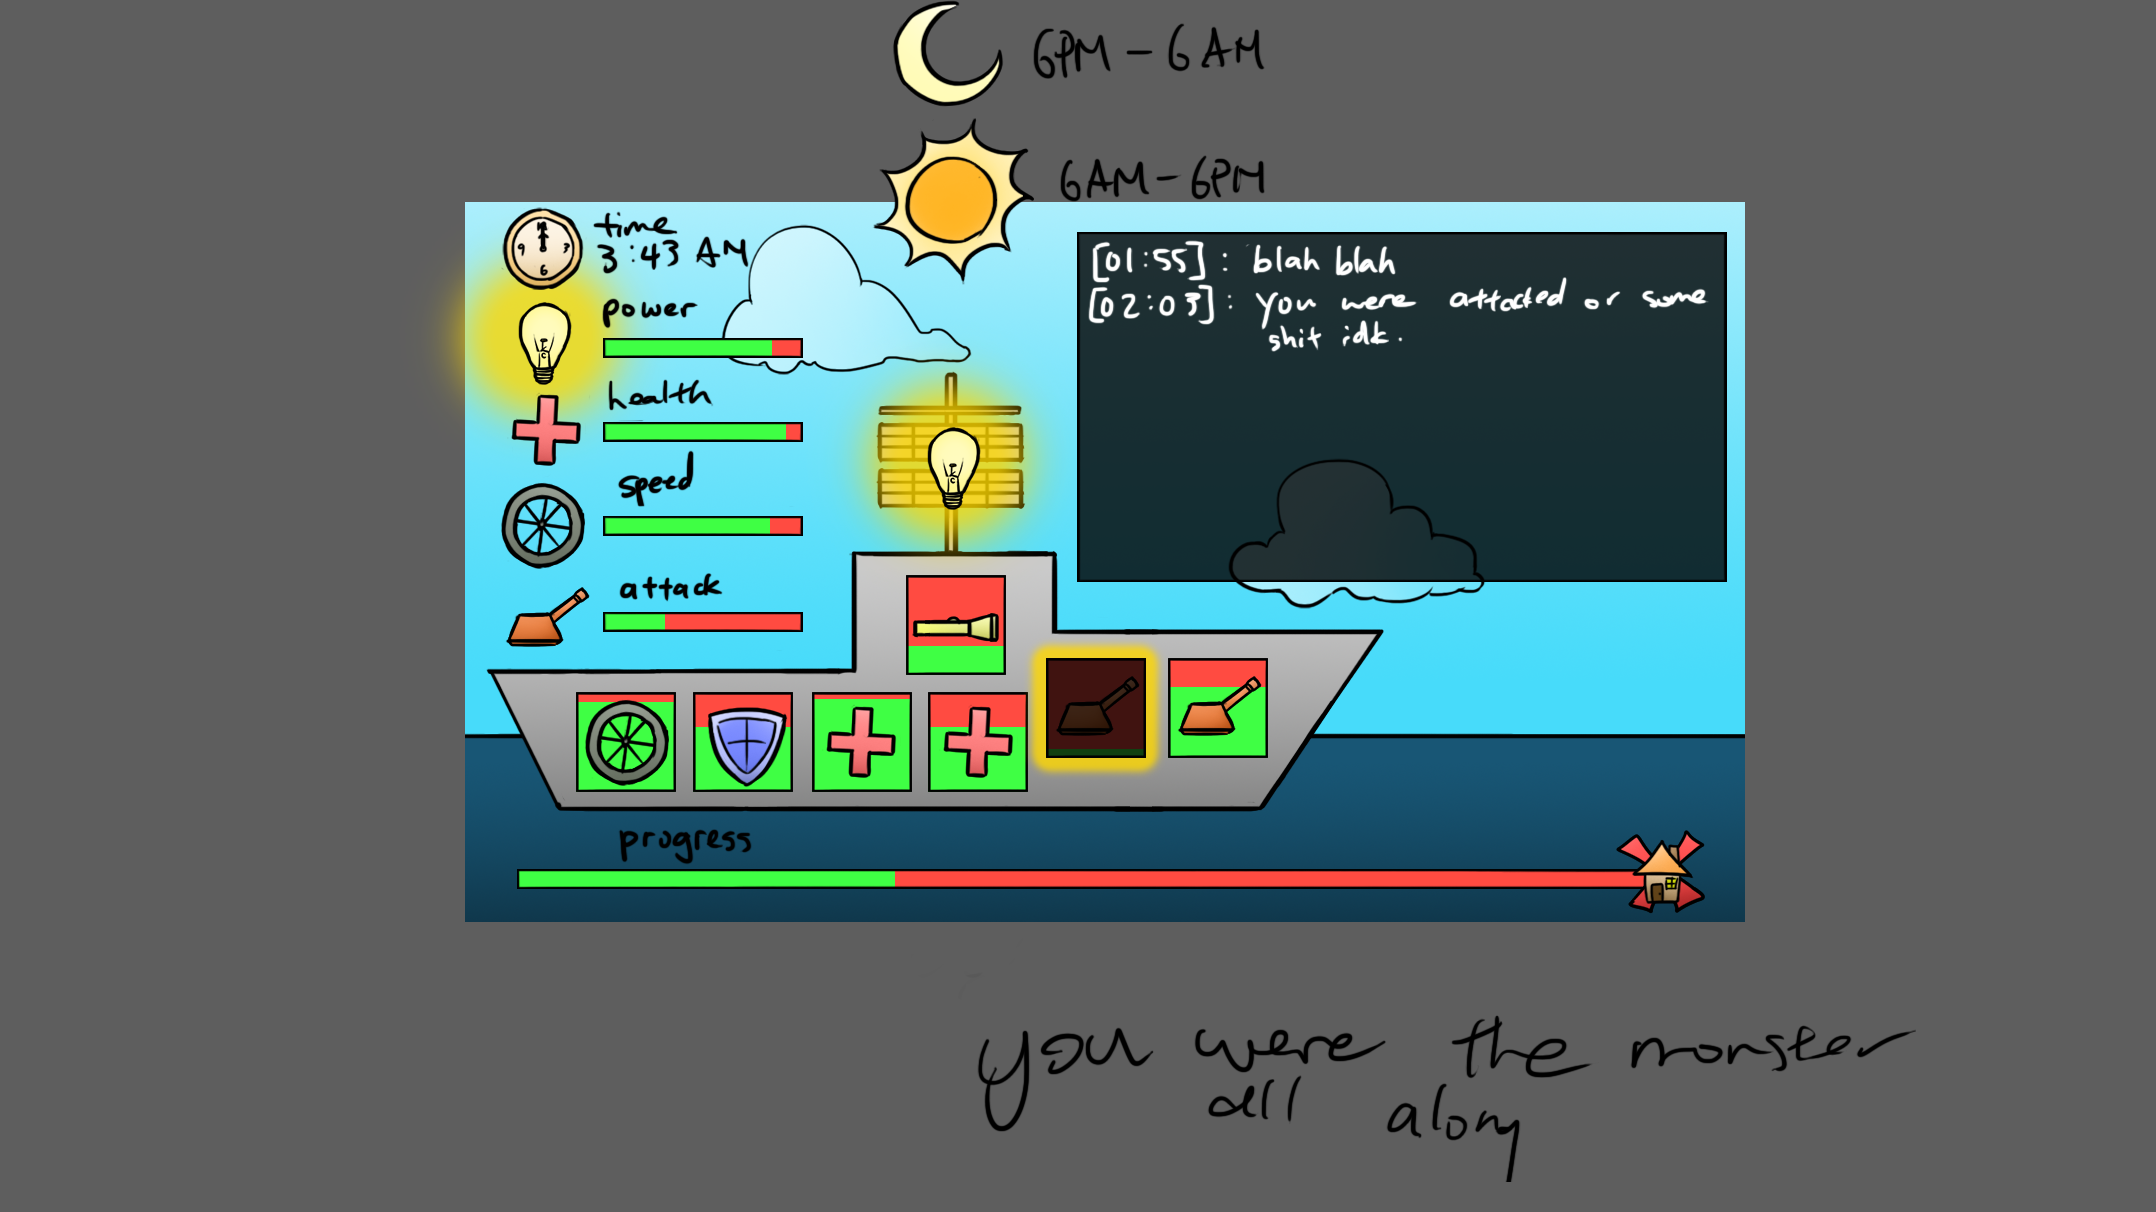 6PM - 6AM
6AM - 6PM
time
3:43 AM
power
health
speed
attack
[01:55]: blah blah
[02:03]: you were attacked or some
shit idk.
progress
you were the monster
all along